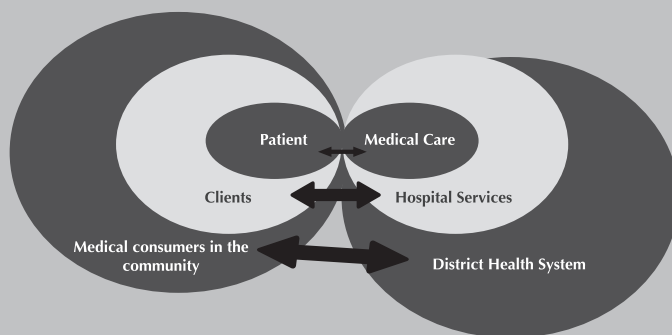 Patient
Medical Care
Clients
Hospital Services
Medical consumers in the
community
District Health System